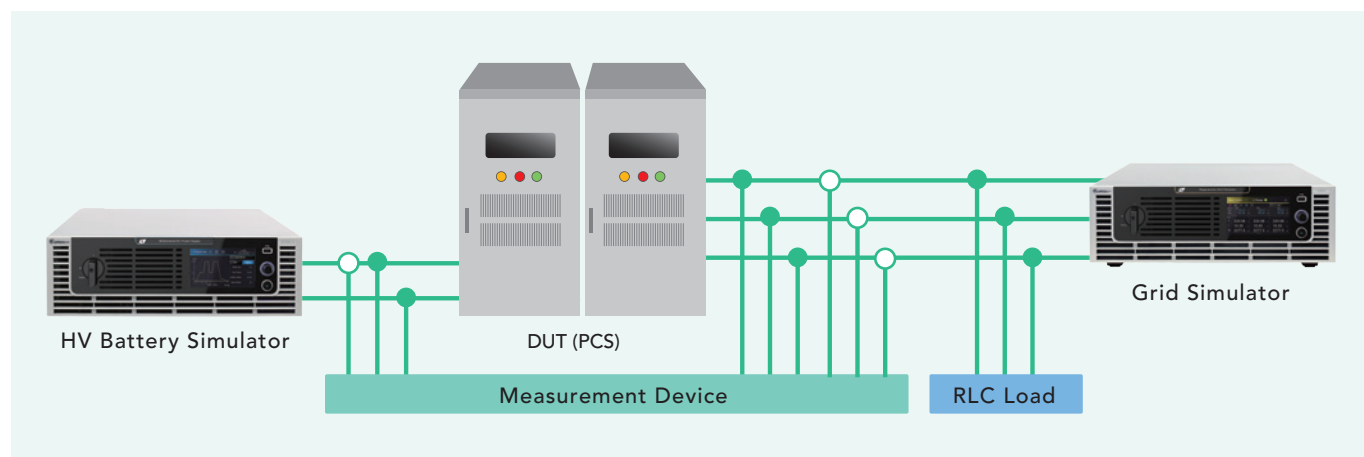 HV Battery Simulator
DUT (PCS)
Grid Simulator
Measurement Device
RLC Load